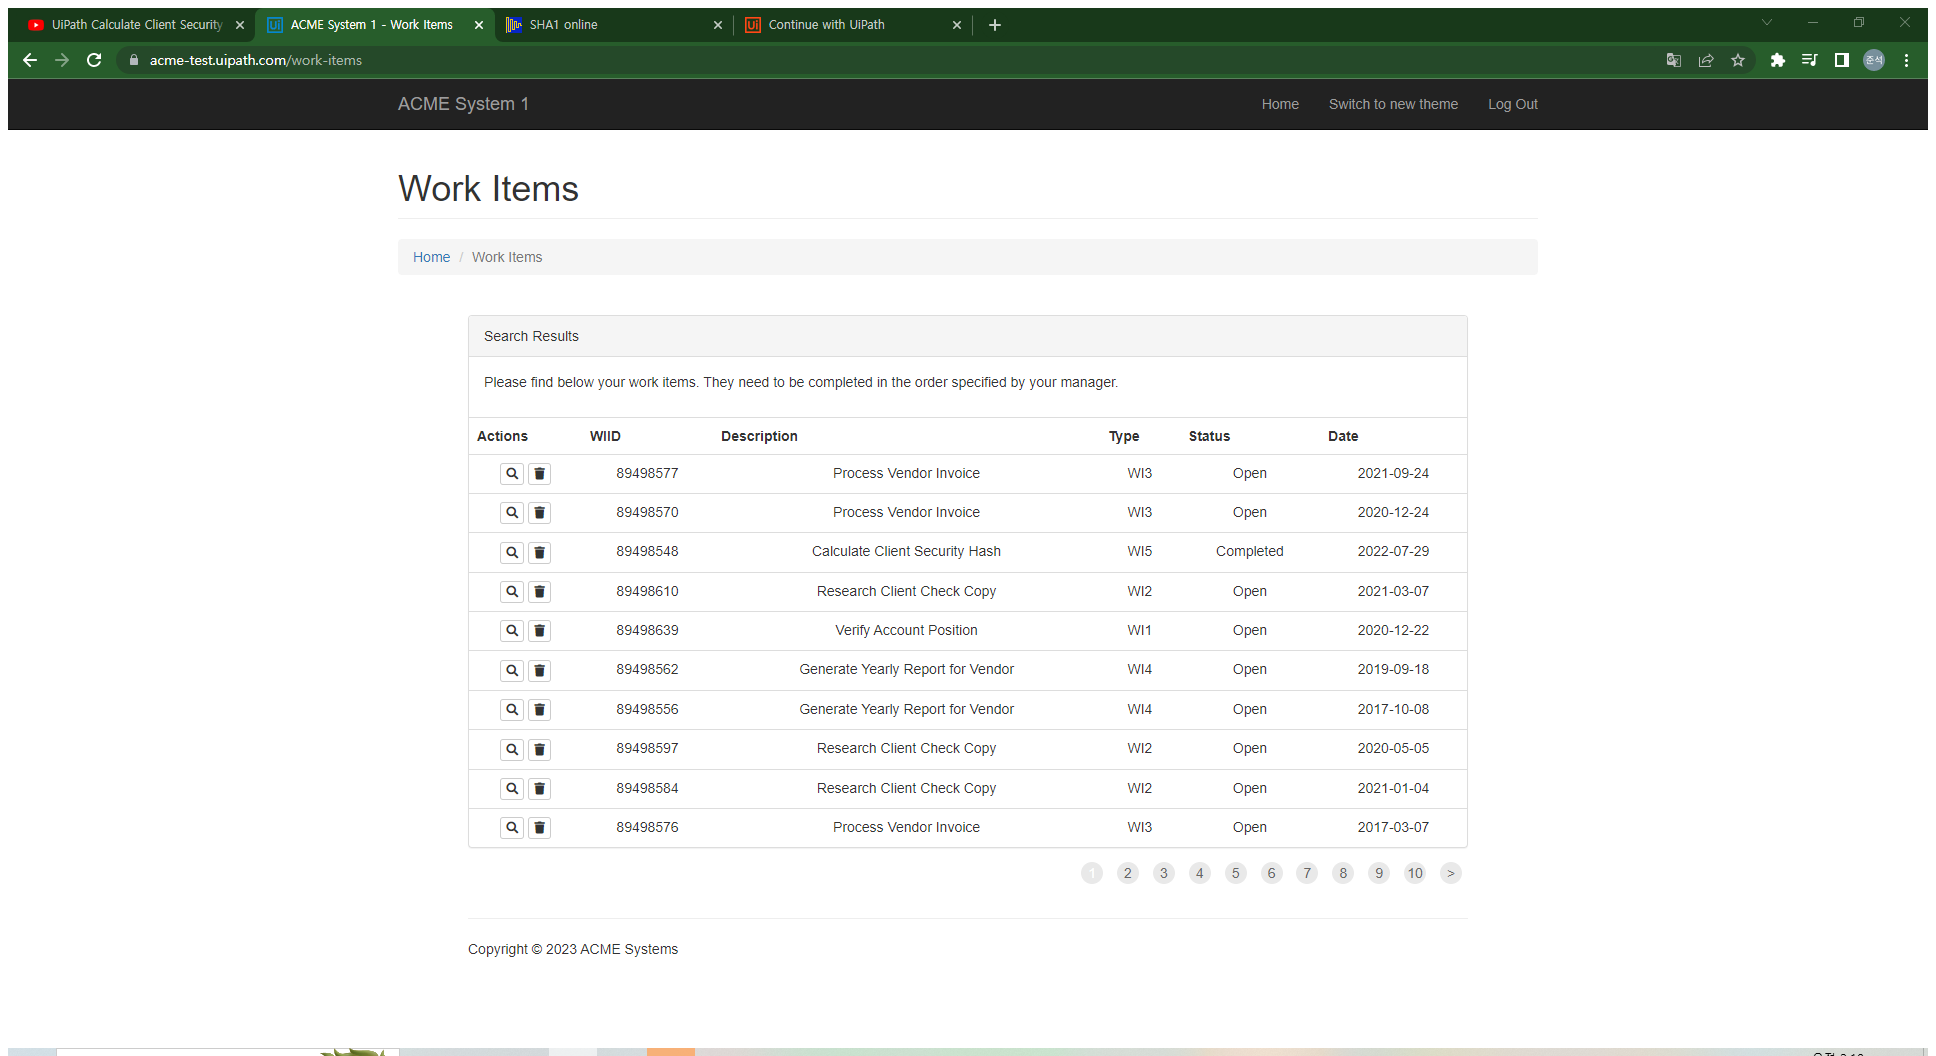 UiPath Calculate Client Security
ACME System 1 - Work Items
SHA1 online
Ui Continue with UiPath
acme-test.uipath.com/work-items
준석
ACME System 1
Home Switch to new theme Log Out
Work Items
Home / Work Items
Search Results
Please find below your work items. They need to be completed in the order specified by your manager.
Actions WIID Description Type Status Date
89498577 Process Vendor Invoice WI3 Open 2021-09-24
89498570 Process Vendor Invoice WI3 Open 2020-12-24
89498548 Calculate Client Security Hash WI5 Completed 2022-07-29
89498610 Research Client Check Copy WI2 Open 2021-03-07
89498639 Verify Account Position WI1 Open 2020-12-22
89498562 Generate Yearly Report for Vendor WI4 Open 2019-09-18
89498556 Generate Yearly Report for Vendor WI4 Open 2017-10-08
89498597 Research Client Check Copy WI2 Open 2020-05-05
89498584 Research Client Check Copy WI2 Open 2021-01-04
89498576 Process Vendor Invoice WI3 Open 2017-03-07
1 2 3 4 5 6 7 8 9 10 >
Copyright © 2023 ACME Systems